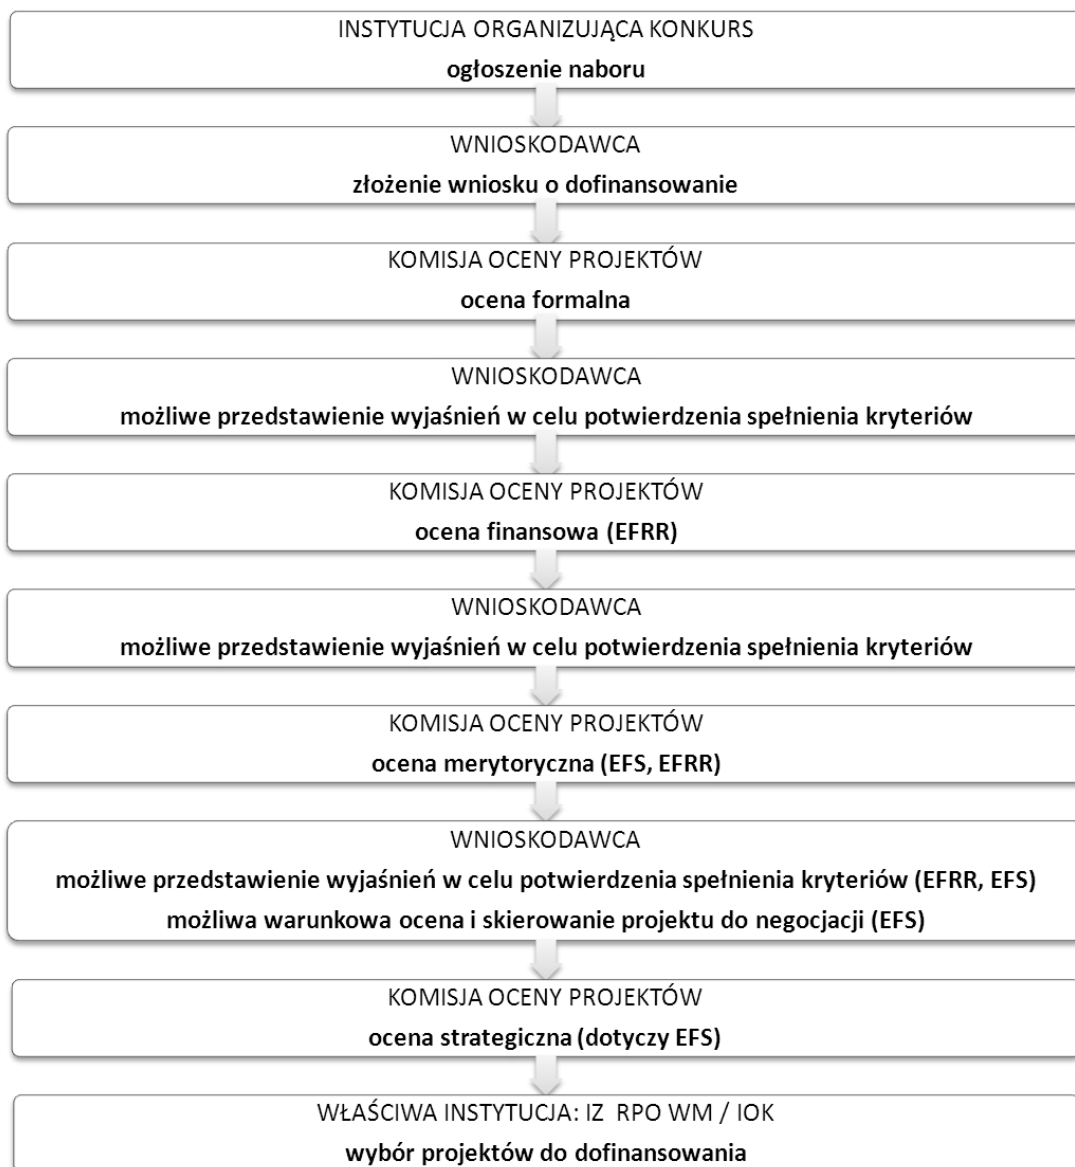 INSTYTUCJA ORGANIZUJĄCA KONKURS
ogłoszenie naboru
WNIOSKODAWCA
złożenie wniosku o dofinansowanie
KOMISJA OCENY PROJEKTÓW
ocena formalna
WNIOSKODAWCA
możliwe przedstawienie wyjaśnień w celu potwierdzenia spełnienia kryteriów
KOMISJA OCENY PROJEKTÓW
ocena finansowa (EFRR)
WNIOSKODAWCA
możliwe przedstawienie wyjaśnień w celu potwierdzenia spełnienia kryteriów
KOMISJA OCENY PROJEKTÓW
ocena merytoryczna (EFS, EFRR)
WNIOSKODAWCA
możliwe przedstawienie wyjaśnień w celu potwierdzenia spełnienia kryteriów (EFRR, EFS)
możliwa warunkowa ocena i skierowanie projektu do negocjacji (EFS)
KOMISJA OCENY PROJEKTÓW
ocena strategiczna (dotyczy EFS)
WŁAŚCIWA INSTYTUCJA: IZ RPO WM / IOK
wybór projektów do dofinansowania